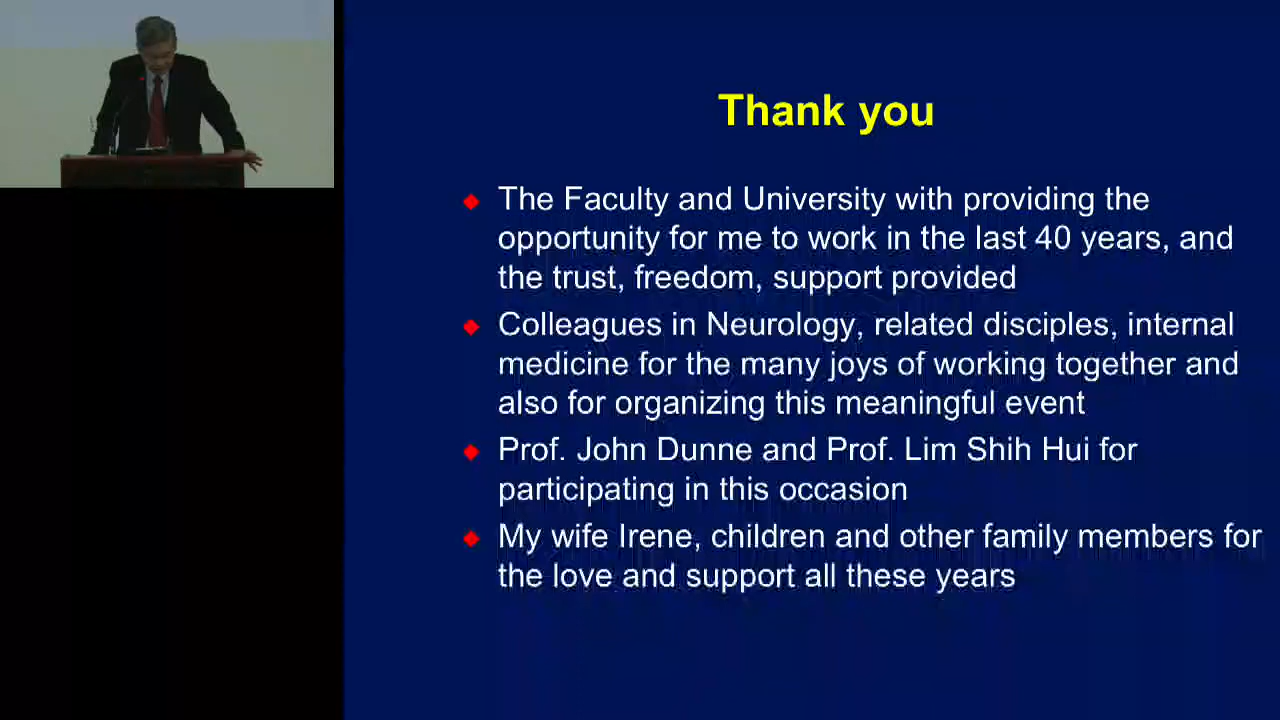 Thank you
The Faculty and University with providing the
opportunity for me to work in the last 40 years, and
the trust, freedom, support provided
Colleagues in Neurology, related disciples, internal
medicine for the many joys of working together and
also for organizing this meaningful event
Prof. John Dunne and Prof. Lim Shih Hui for
participating in this occasion
My wife Irene, children and other family members for
the love and support all these years